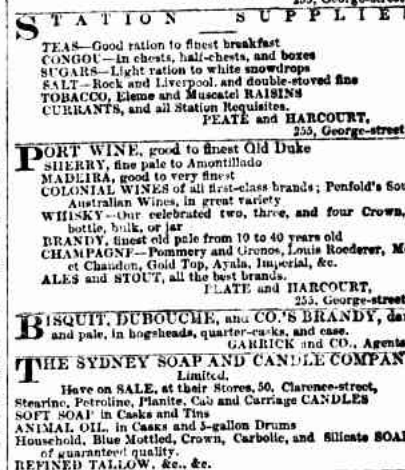 255, George-street
STATION SUPPLIE
TEAS—Good ration to finest breakfast
CONGOU—In chests, half-chests, and boxes
SUGARS—Light ration to white snowdrops
SALT—Rock and Liverpool, and double-stoved fine
TOBACCO, Eleme and Muscatel RAISINS
CURRANTS, and all Station Requisites.
PEATE and HARCOURT,
255, George-street
PORT WINE, good to finest Old Duke
SHERRY, fine pale to Amontillado
MADEIRA, good to very finest
COLONIAL WINES of all first-class brands; Penfold's Sou
Australian Wines, in great variety
WHISKY—Our celebrated two, three, and four Crown,
bottle, bulk, or jar
BRANDY, finest old pale from 10 to 40 years old
CHAMPAGNE—Pommery and Grenos, Louis Roederer, M
et Chandon, Gold Top, Ayala, Imperial, &c.
ALES and STOUT, all the best brands.
PEATE and HARCOURT,
255, George-street
BISQUIT, DUBOUCHE, and CO.'S BRANDY, da
and pale, in hogsheads, quarter-casks, and case.
GARRICK and CO., Agents
THE SYDNEY SOAP AND CANDLE COMPAN
Limited,
Have on SALE, at their Stores, 50, Clarence-street,
Stearine, Petroline, Planite, Cab and Carriage CANDLES
SOFT SOAP in Casks and Tins
ANIMAL OIL, in Casks and 5-gallon Drums
Household, Blue Mottled, Crown, Carbolic, and Silicate SOAP
of guaranteed quality.
REFINED TALLOW, &c., &c.